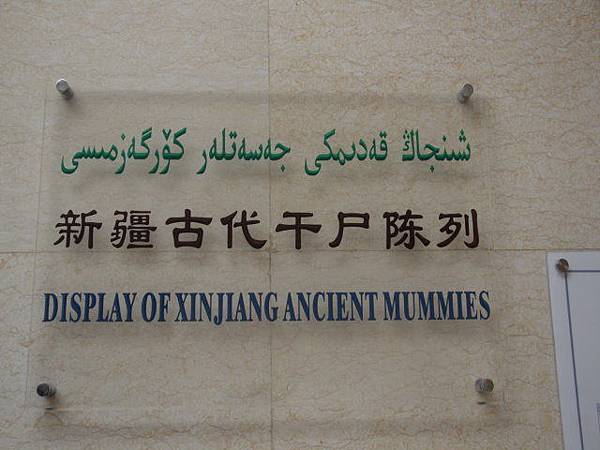 شىنجاڭ قەدىمكى جەسەتلەر كۆرگەزمىسى
新疆古代干尸陈列
DISPLAY OF XINJIANG ANCIENT MUMMIES